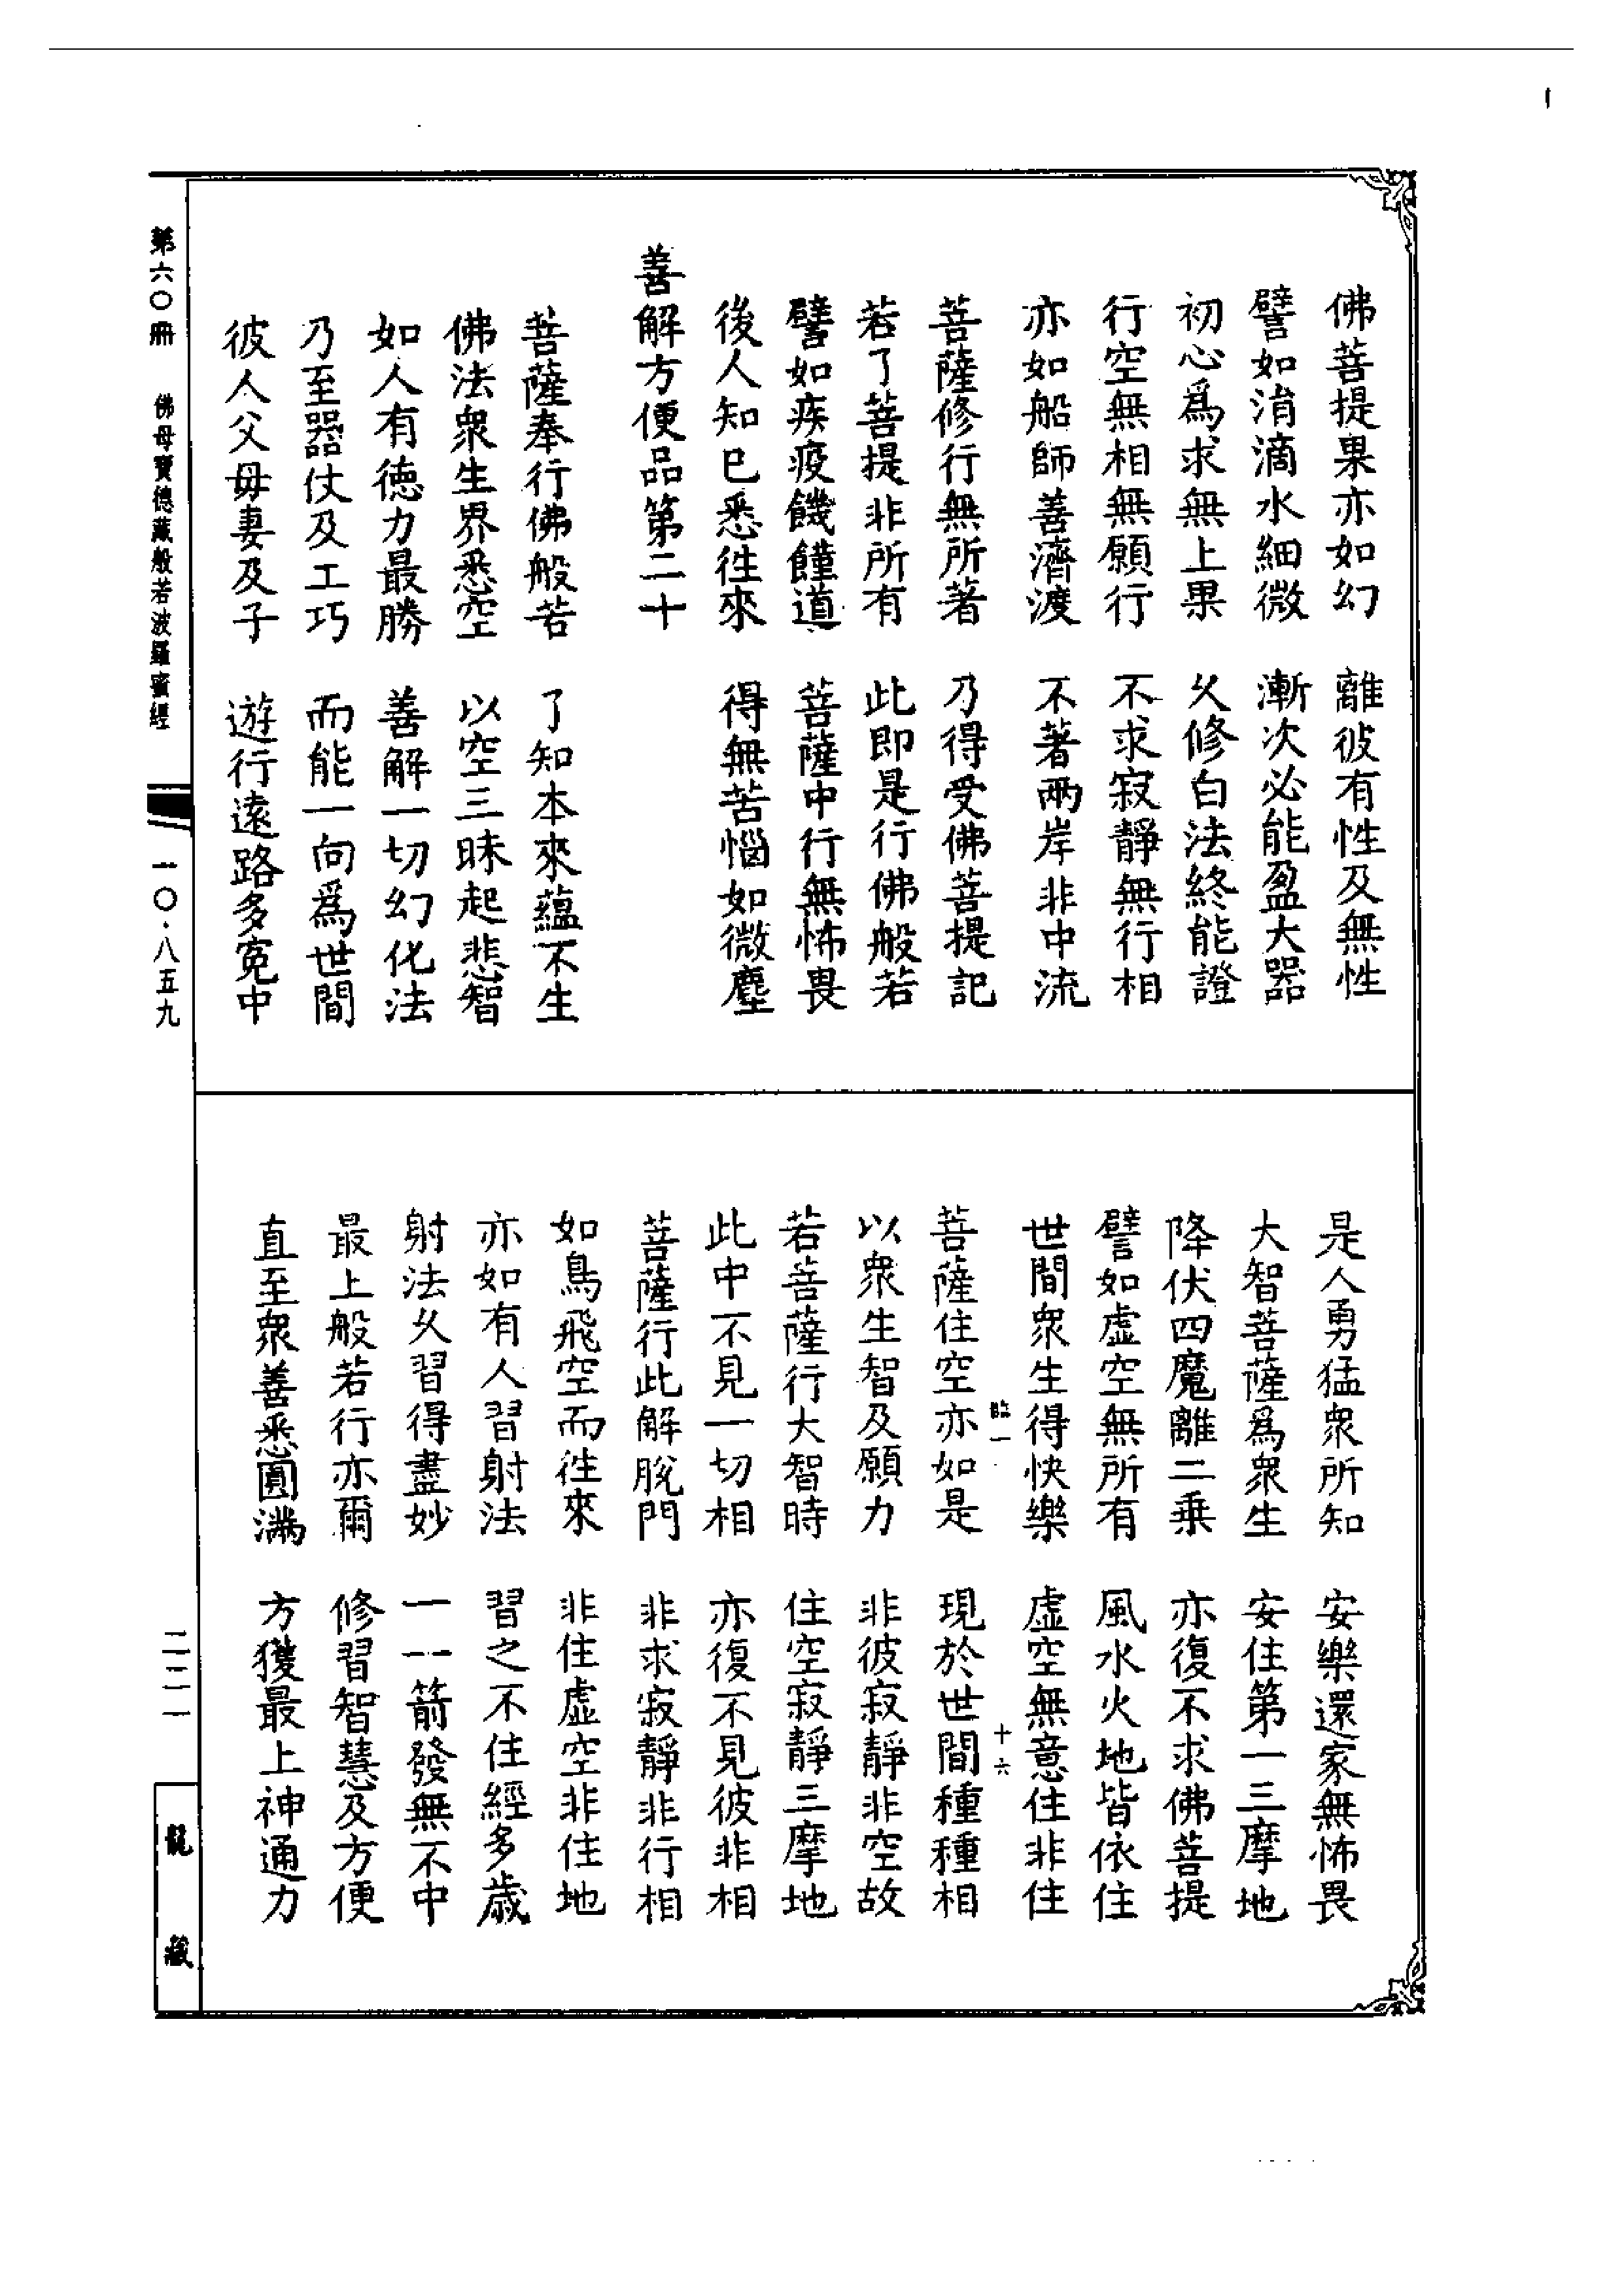 佛菩提果亦如幻　離彼有性及無性
譬如涓滴水細微　漸次必能盈大器
初心爲求無上果　久修白法終能證
行空無相無願行　不求寂靜無行相
亦如船師善濟渡　不著兩岸非中流
菩薩修行無所著　乃得受佛菩提記
若了菩提非所有　此即是行佛般若
譬如疾疫饑饉道　菩薩中行無怖畏
後人知已悉往來　得無苦惱如微塵
善解方便品第二十
菩薩奉行佛般若　了知本來蘊不生
佛法衆生界悉空　以空三昧起悲智
如人有德力最勝　善解一切幻化法
乃至器仗及工巧　而能一向爲世間
彼人父母妻及子　遊行遠路多寃中
是人勇猛衆所知　安樂還家無怖畏
大智菩薩爲衆生　安住第一三摩地
降伏四魔離二乗　亦復不求佛菩提
譬如虛空無所有　風水火地皆依住
世間衆生得快樂　虛空無意住非住
臨一　十六
菩薩住空亦如是　現於世間種種相
以衆生智及願力　非彼寂靜非空故
若菩薩行大智時　住空寂靜三摩地
此中不見一切相　亦復不見彼非相
菩薩行此解脫門　非求寂靜非行相
如鳥飛空而往來　非住虛空非住地
亦如有人習射法　習之不住經多歲
射法久習得盡妙　一一箭發無不中
最上般若行亦爾　修習智慧及方便
直至衆善悉圓滿　方獲最上神通力
第六〇冊　佛母寶德藏般若波羅蜜經
一〇·八五九
二二一
龍藏